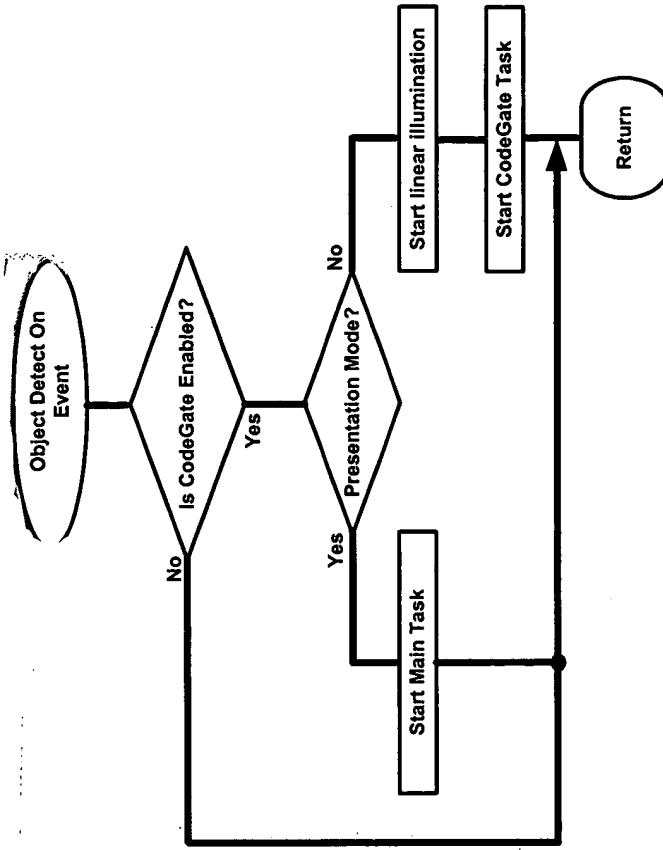 Object Detect On
Event
Is CodeGate Enabled?
No
Yes
Presentation Mode?
Yes
No
Start Main Task
Start linear illumination
Start CodeGate Task
Return